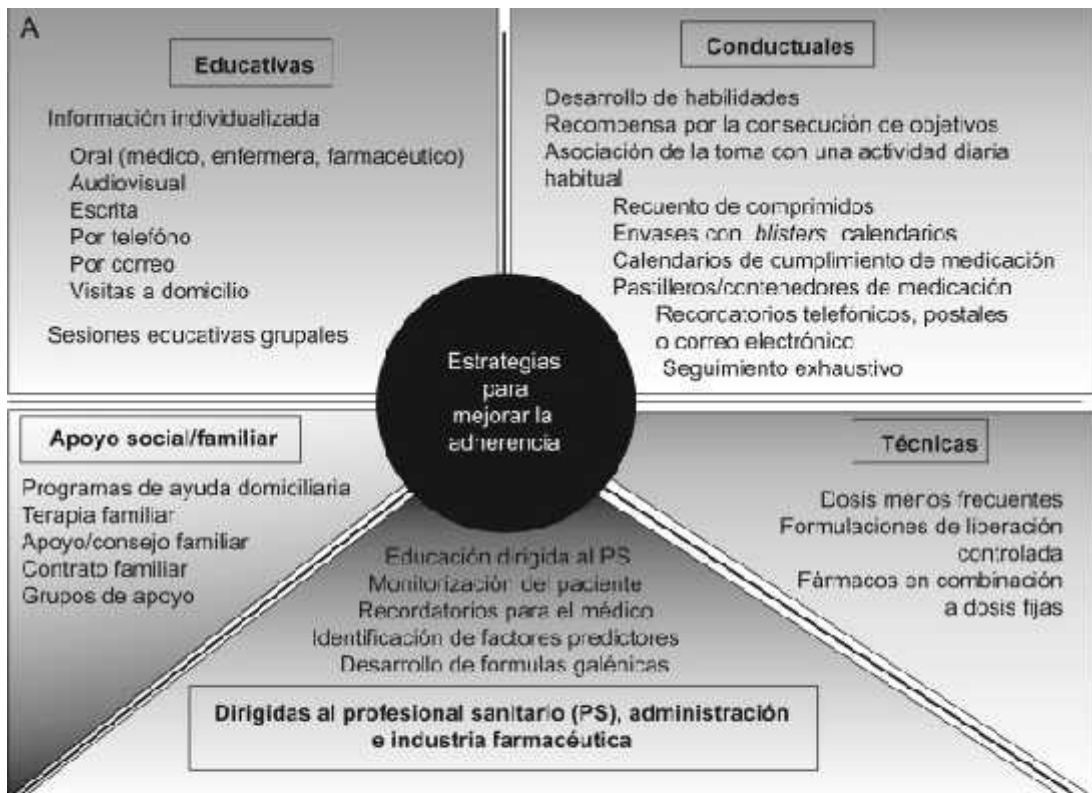 A
Educativas
Información individualizada
Oral (médico, enfermera, farmacéutico)
Audiovisual
Escrita
Por telefóno
Por correo
Visitas a domicilio
Sesiones educativas grupales
Conductuales
Desarrollo de habilidades
Recompensa por la consecución de objetivos
Asociación de la toma con una actividad diaria
habitual
Recuento de comprimidos
Envases con blisters calendarios
Calendarios de cumplimiento de medicación
Pastilleros/contenedores de medicación
Recorcatorios telefónicos, postales
o correo electrónico
Seguimiento exhaustivo
Estrategias
para
mejorar la
adherencia
Apoyo social/familiar
Programas de ayuda domiciliaria
Terapia familiar
Apoyo/consejo familiar
Contrato familiar
Grupos de apoyo
Educación dirigida al PS
Monitorización del paciente
Recordatorios para el médico
Identificación de factores predictores
Desarrollo de formulas galénicas
Dirigidas al profesional sanitario (PS), administración
e industria farmacéutica
Técnicas
Dosis menos frecuentes
Formulaciones de liberación
controlada
Fármacos en combinación
a dosis fijas